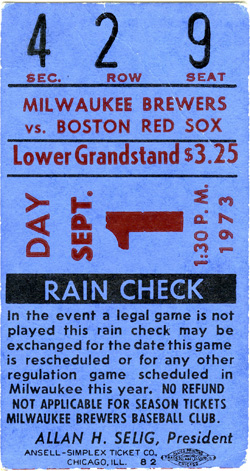 4 2 9
SEC. ROW SEAT
MILWAUKEE BREWERS
vs. BOSTON RED SOX
Lower Grandstand $3.25
DAY SEPT. 1 1:30 P.M. 1973
RAIN CHECK
In the event a legal game is not
played this rain check may be
exchanged for the date this game
is rescheduled or for any other
regulation game scheduled in
Milwaukee this year. NO REFUND
NOT APPLICABLE FOR SEASON TICKETS
MILWAUKEE BREWERS BASEBALL CLUB.
ALLAN H. SELIG, President
ANSELL-SIMPLEX TICKET CO.
CHICAGO, ILL. 82